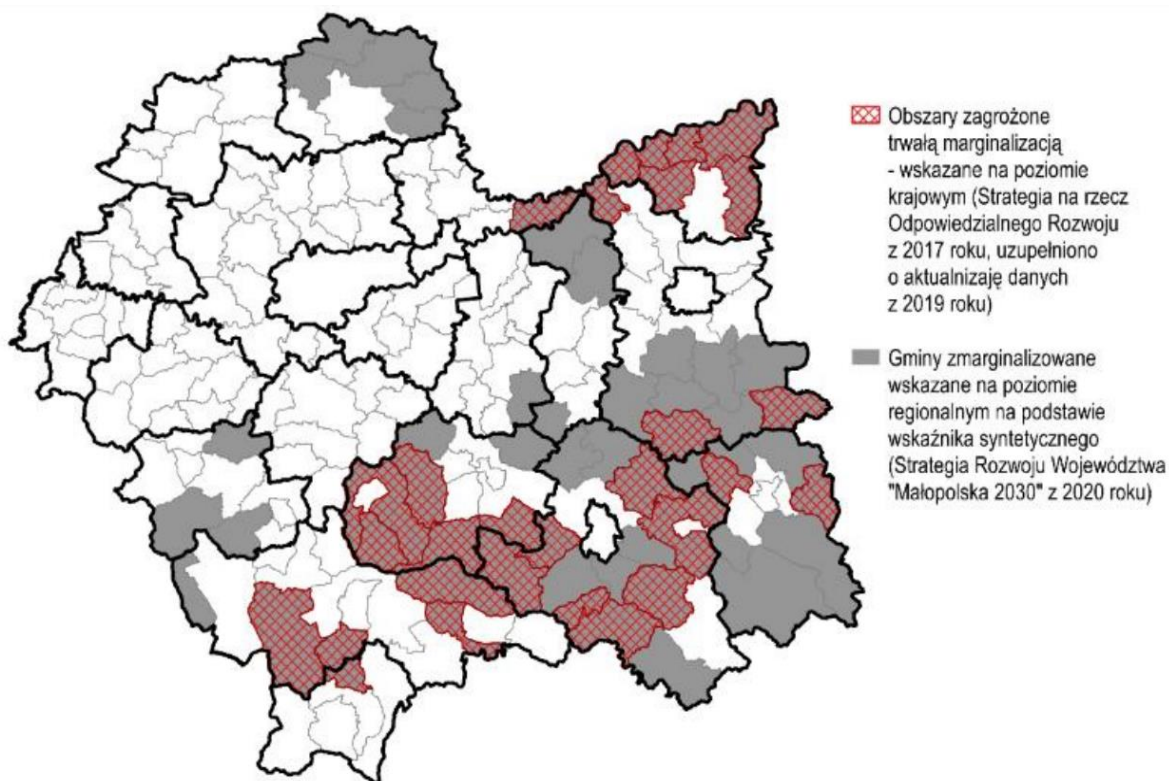 Obszary zagrożone
trwałą marginalizacją
- wskazane na poziomie
krajowym (Strategia na rzecz
Odpowiedzialnego Rozwoju
z 2017 roku, uzupełniono
o aktualnizaję danych
z 2019 roku)
Gminy zmarginalizowane
wskazane na poziomie
regionalnym na podstawie
wskaźnika syntetycznego
(Strategia Rozwoju Województwa
"Małopolska 2030" z 2020 roku)